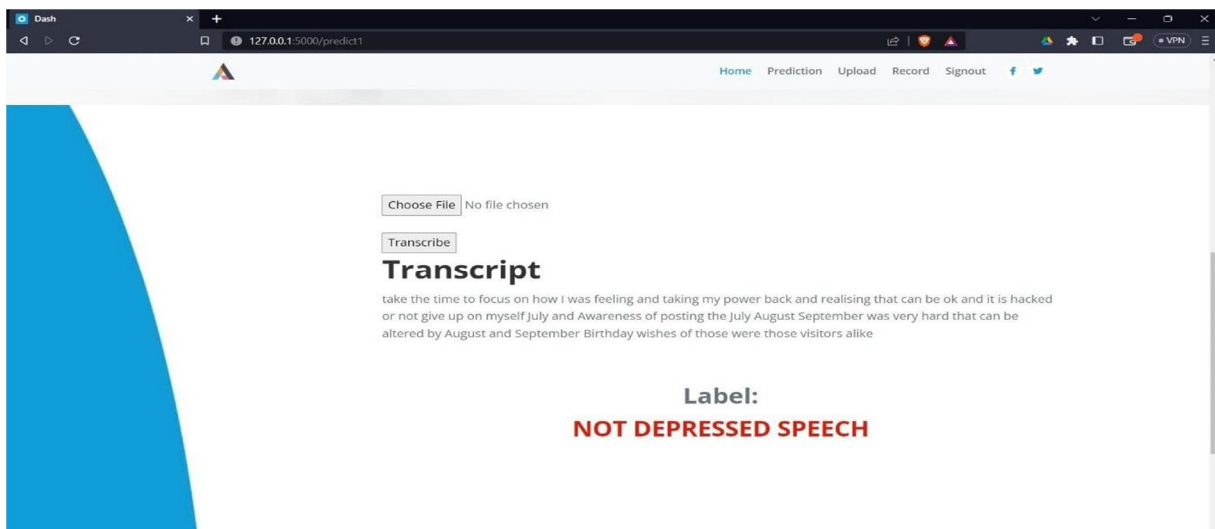 Dash
127.0.0.1:5000/predict1
VPN
Home Prediction Upload Record Signout
Choose File No file chosen
Transcribe
Transcript
take the time to focus on how I was feeling and taking my power back and realising that can be ok and it is hacked
or not give up on myself July and Awareness of posting the July August September was very hard that can be
altered by August and September Birthday wishes of those were those visitors alike
Label:
NOT DEPRESSED SPEECH